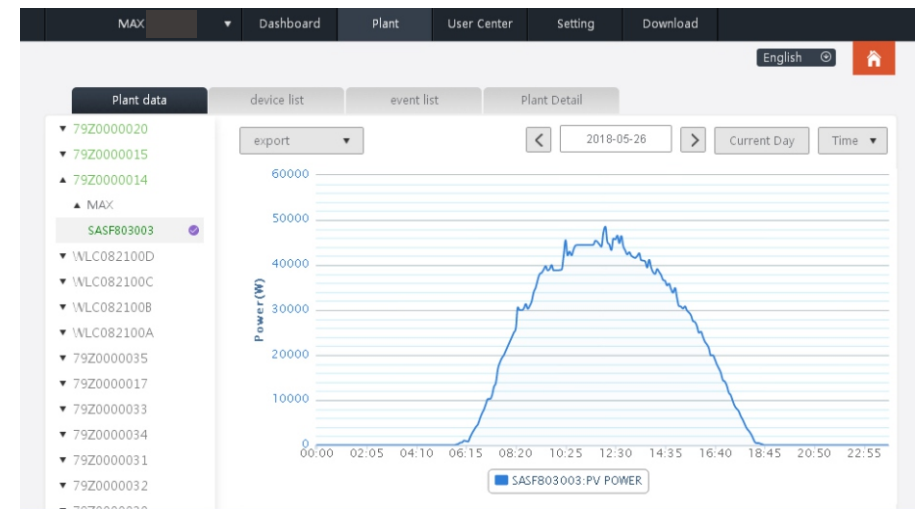 MAX ▼ Dashboard Plant User Center Setting Download
English
Plant data device list event list Plant Detail
▼ 79Z0000020
▼ 79Z0000015
▲ 79Z0000014
▲ MAX
SASF803003
▼ WLC082100D
▼ WLC082100C
▼ WLC082100B
▼ WLC082100A
▼ 79Z0000035
▼ 79Z0000017
▼ 79Z0000033
▼ 79Z0000034
▼ 79Z0000031
▼ 79Z0000032
export ▼ < 2018-05-26 > Current Day Time ▼
60000
50000
40000
30000
20000
10000
0
Power(W)
00:00 02:05 04:10 06:15 08:20 10:25 12:30 14:35 16:40 18:45 20:50 22:55
SASF803003:PV POWER